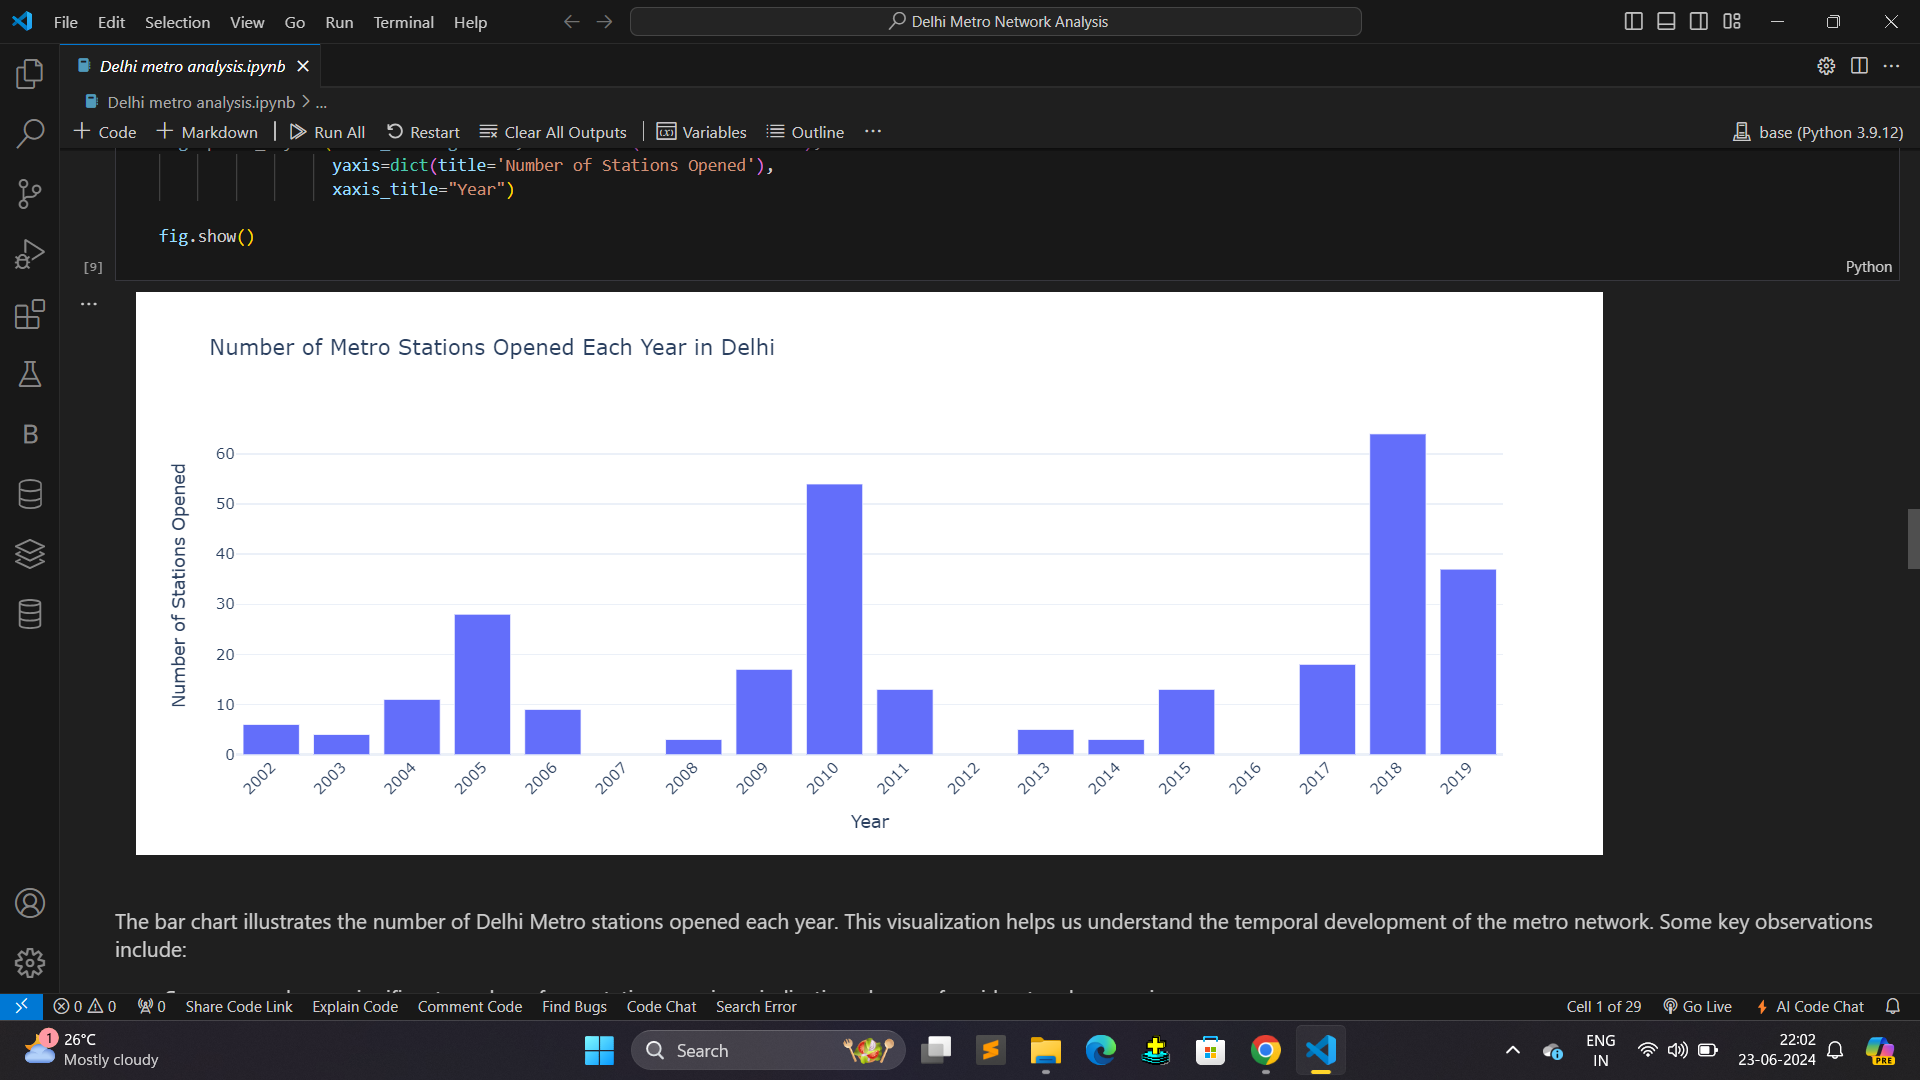 File Edit Selection View Go Run Terminal Help
Delhi Metro Network Analysis
Delhi metro analysis.ipynb
Delhi metro analysis.ipynb > ...
+ Code + Markdown | Run All Restart Clear All Outputs | Variables Outline ... base (Python 3.9.12)
yaxis=dict(title='Number of Stations Opened'),
xaxis_title="Year")
fig.show()
[9]
Python
...
Number of Metro Stations Opened Each Year in Delhi
Number of Stations Opened
60
50
40
30
20
10
0
2002 2003 2004 2005 2006 2007 2008 2009 2010 2011 2012 2013 2014 2015 2016 2017 2018 2019
Year
The bar chart illustrates the number of Delhi Metro stations opened each year. This visualization helps us understand the temporal development of the metro network. Some key observations
include:
0 0 0 Share Code Link Explain Code Comment Code Find Bugs Code Chat Search Error Cell 1 of 29 Go Live AI Code Chat
1 26°C
Mostly cloudy
Search
ENG
IN
22:02
23-06-2024
PRE
B